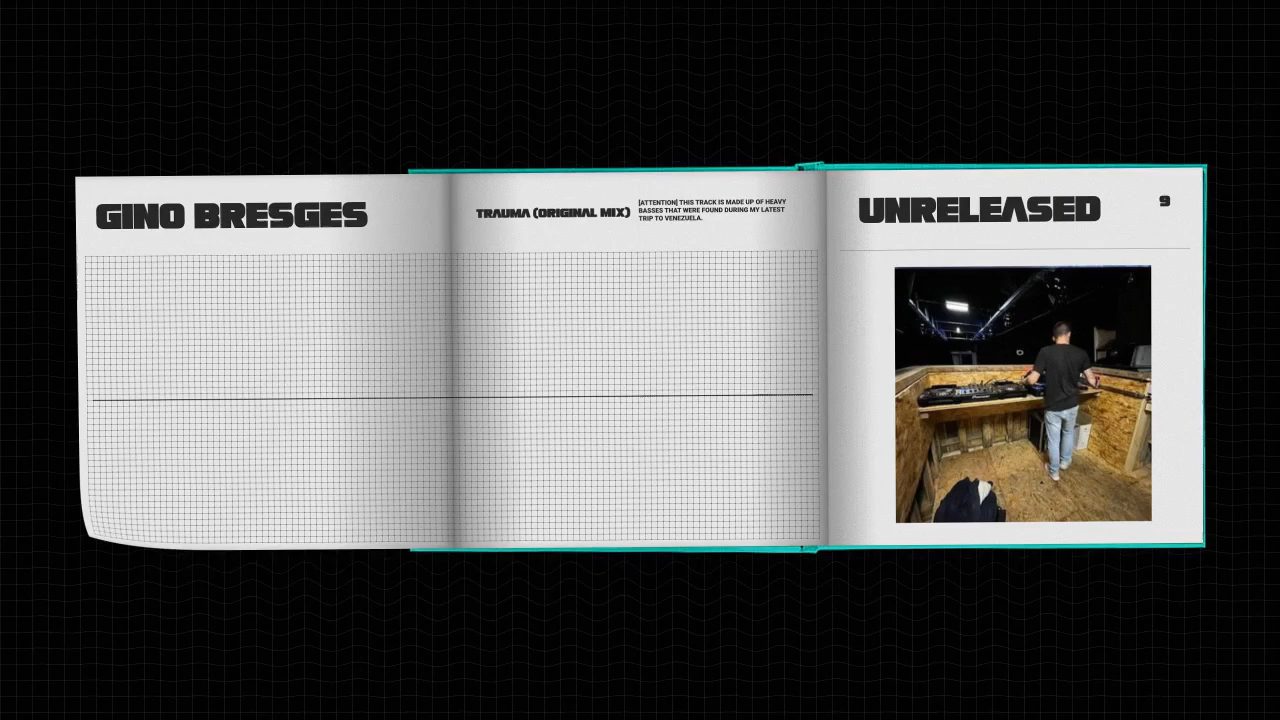 GINO BRESGES
TRAUMA (ORIGINAL MIX)
[ATTENTION] THIS TRACK IS MADE UP OF HEAVY
BASSES THAT WERE FOUND DURING MY LATEST
TRIP TO VENEZUELA.
UNRELEASED
9